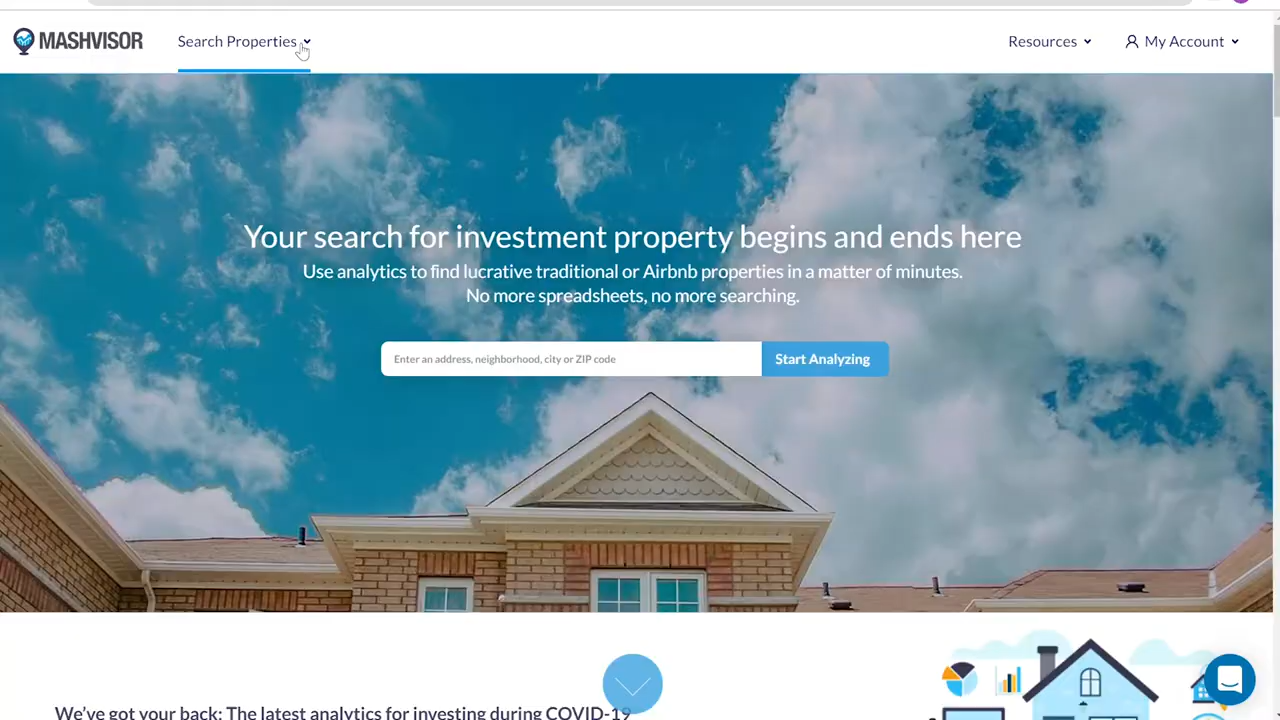 MASHVISOR
Search Properties
Resources
My Account
Your search for investment property begins and ends here
Use analytics to find lucrative traditional or Airbnb properties in a matter of minutes.
No more spreadsheets, no more searching.
Enter an address, neighborhood, city or ZIP code
Start Analyzing
We've got your back: The latest analytics for investing during COVID-19